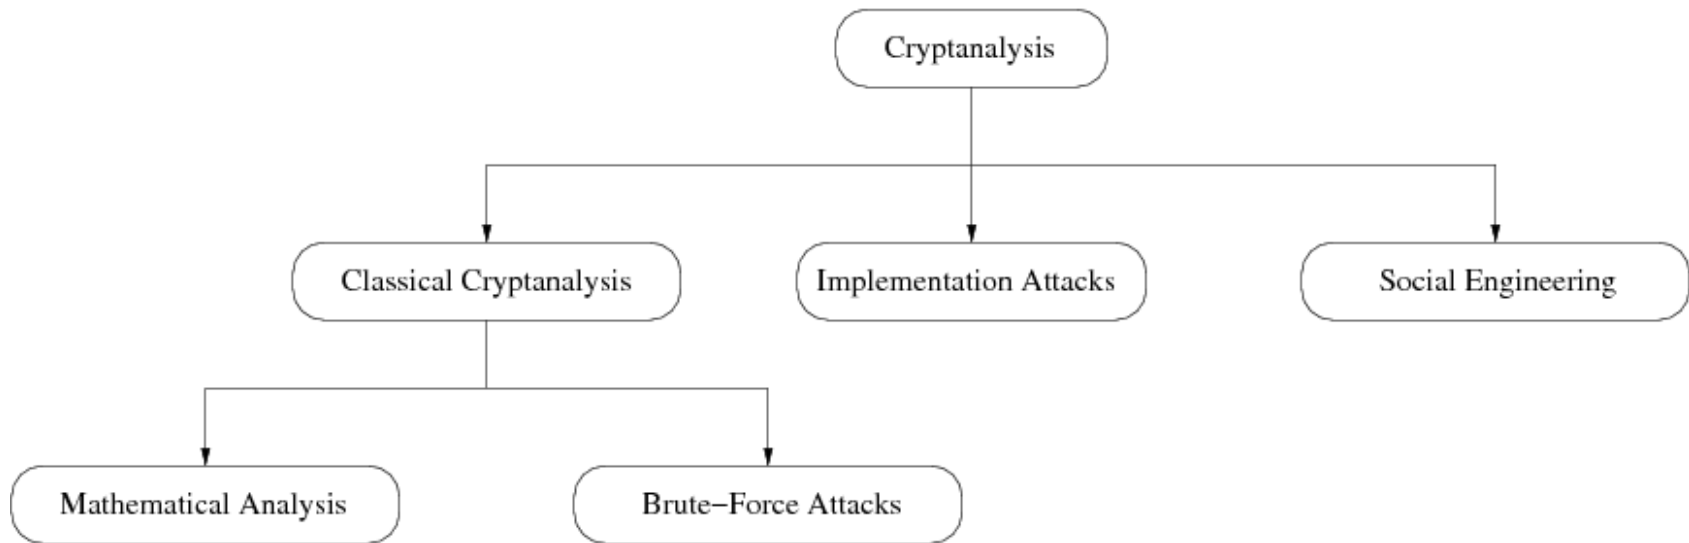 Cryptanalysis
Classical Cryptanalysis
Implementation Attacks
Social Engineering
Mathematical Analysis
Brute−Force Attacks